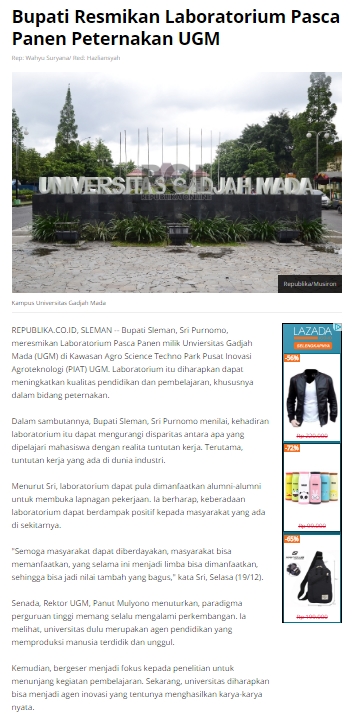 Bupati Resmikan Laboratorium Pasca
Panen Peternakan UGM
Rep: Wahyu Suryana/ Red: Hazliansyah
UNIVERSITAS GADJAH MADA
REPUBLIKA ONLINE
Republika/Musiron
Kampus Universitas Gadjah Mada
REPUBLIKA.CO.ID, SLEMAN -- Bupati Sleman, Sri Purnomo,
meresmikan Laboratorium Pasca Panen milik Unviersitas Gadjah
Mada (UGM) di Kawasan Agro Science Techno Park Pusat Inovasi
Agroteknologi (PIAT) UGM. Laboratorium itu diharapkan dapat
meningkatkan kualitas pendidikan dan pembelajaran, khususnya
dalam bidang peternakan.
Dalam sambutannya, Bupati Sleman, Sri Purnomo menilai, kehadiran
laboratorium itu dapat mengurangi disparitas antara apa yang
dipelajari mahasiswa dengan realita tuntutan kerja. Terutama,
tuntutan kerja yang ada di dunia industri.
Menurut Sri, laboratorium dapat pula dimanfaatkan alumni-alumni
untuk membuka lapnagan pekerjaan. Ia berharap, keberadaan
laboratorium dapat berdampak positif kepada masyarakat yang ada
di sekitarnya.
"Semoga masyarakat dapat diberdayakan, masyarakat bisa
memanfaatkan, yang selama ini menjadi limba bisa dimanfaatkan,
sehingga bisa jadi nilai tambah yang bagus," kata Sri, Selasa (19/12).
Senada, Rektor UGM, Panut Mulyono menuturkan, paradigma
perguruan tinggi memang selalu mengalami perkembangan. Ia
melihat, universitas dulu merupakan agen pendidikan yang
memproduksi manusia terdidik dan unggul.
Kemudian, bergeser menjadi fokus kepada penelitian untuk
menunjang kegiatan pembelajaran. Sekarang, universitas diharapkan
bisa menjadi agen inovasi yang tentunya menghasilkan karya-karya
nyata.
LAZADA
SELENGKAPNYA
-56%
-72%
-65%